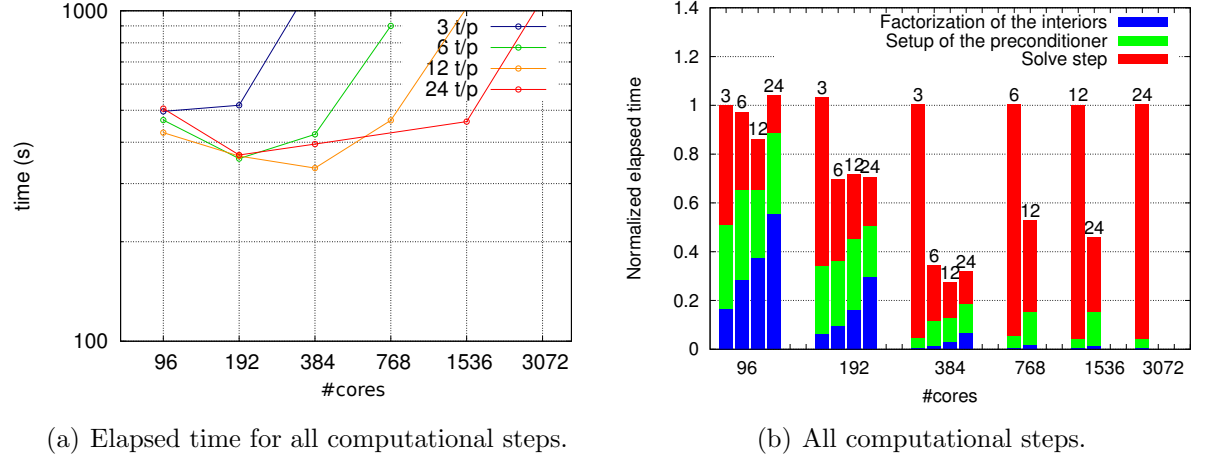 1000
100
time (s)
3 t/p
6 t/p
12 t/p
24 t/p
96 192 384 768 1536 3072
#cores
(a) Elapsed time for all computational steps.
1.4
1.2
1
0.8
0.6
0.4
0.2
0
Normalized elapsed time
Factorization of the interiors
Setup of the preconditioner
Solve step
3 6 12 24
3 6 12 24
3 6 12 24
6 12
12 24
24
96 192 384 768 1536 3072
#cores
(b) All computational steps.